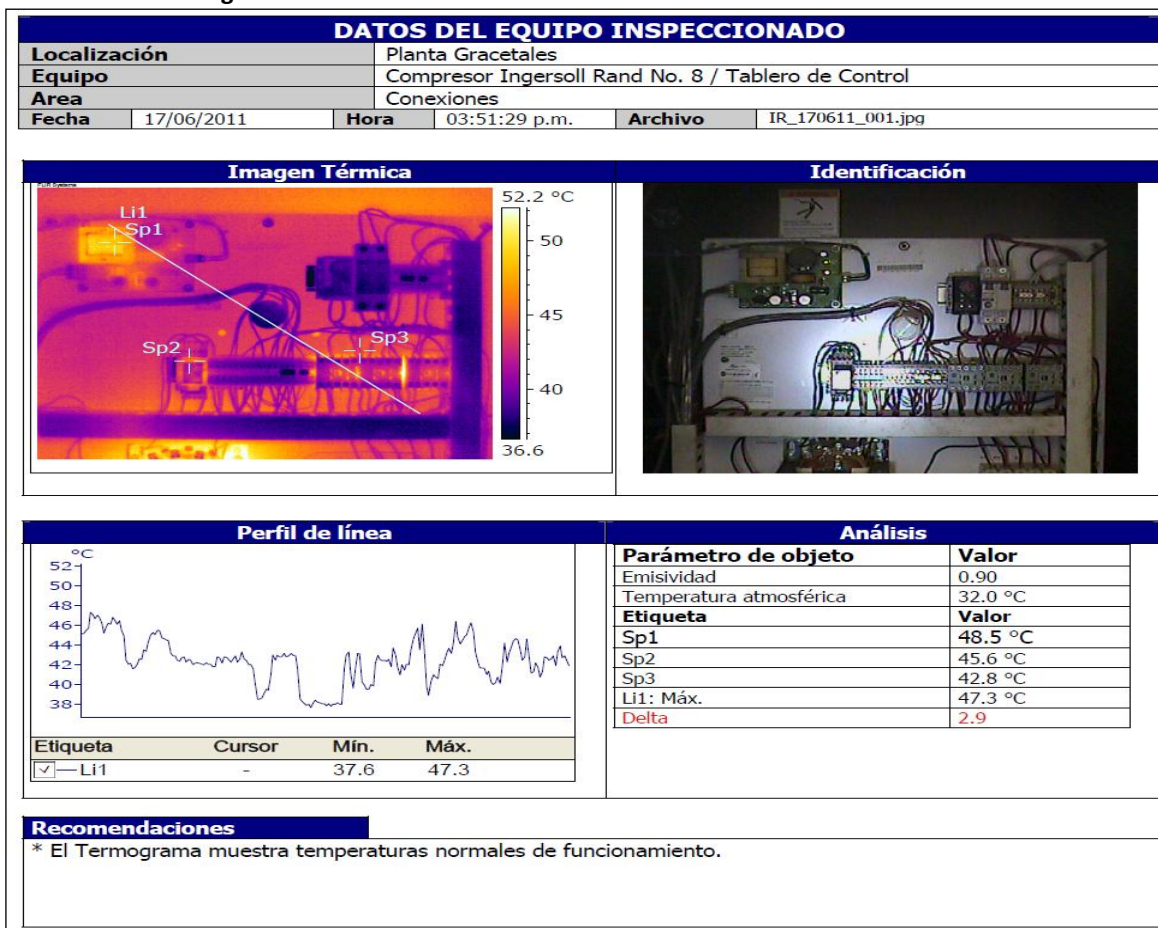 DATOS DEL EQUIPO INSPECCIONADO
Localización Planta Gracetales
Equipo Compresor Ingersoll Rand No. 8 / Tablero de Control
Area Conexiones
Fecha 17/06/2011 Hora 03:51:29 p.m. Archivo IR_170611_001.jpg
Imagen Térmica Identificación
FLIR Systems
52.2 °C
Li1
Sp1
50
45
Sp3
Sp2
40
36.6
Perfil de línea Análisis
°C
52
50
48
46
44
42
40
38
Etiqueta Cursor Mín. Máx.
Li1 - 37.6 47.3
Parámetro de objeto Valor
Emisividad 0.90
Temperatura atmosférica 32.0 °C
Etiqueta Valor
Sp1 48.5 °C
Sp2 45.6 °C
Sp3 42.8 °C
Li1: Máx. 47.3 °C
Delta 2.9
Recomendaciones
* El Termograma muestra temperaturas normales de funcionamiento.